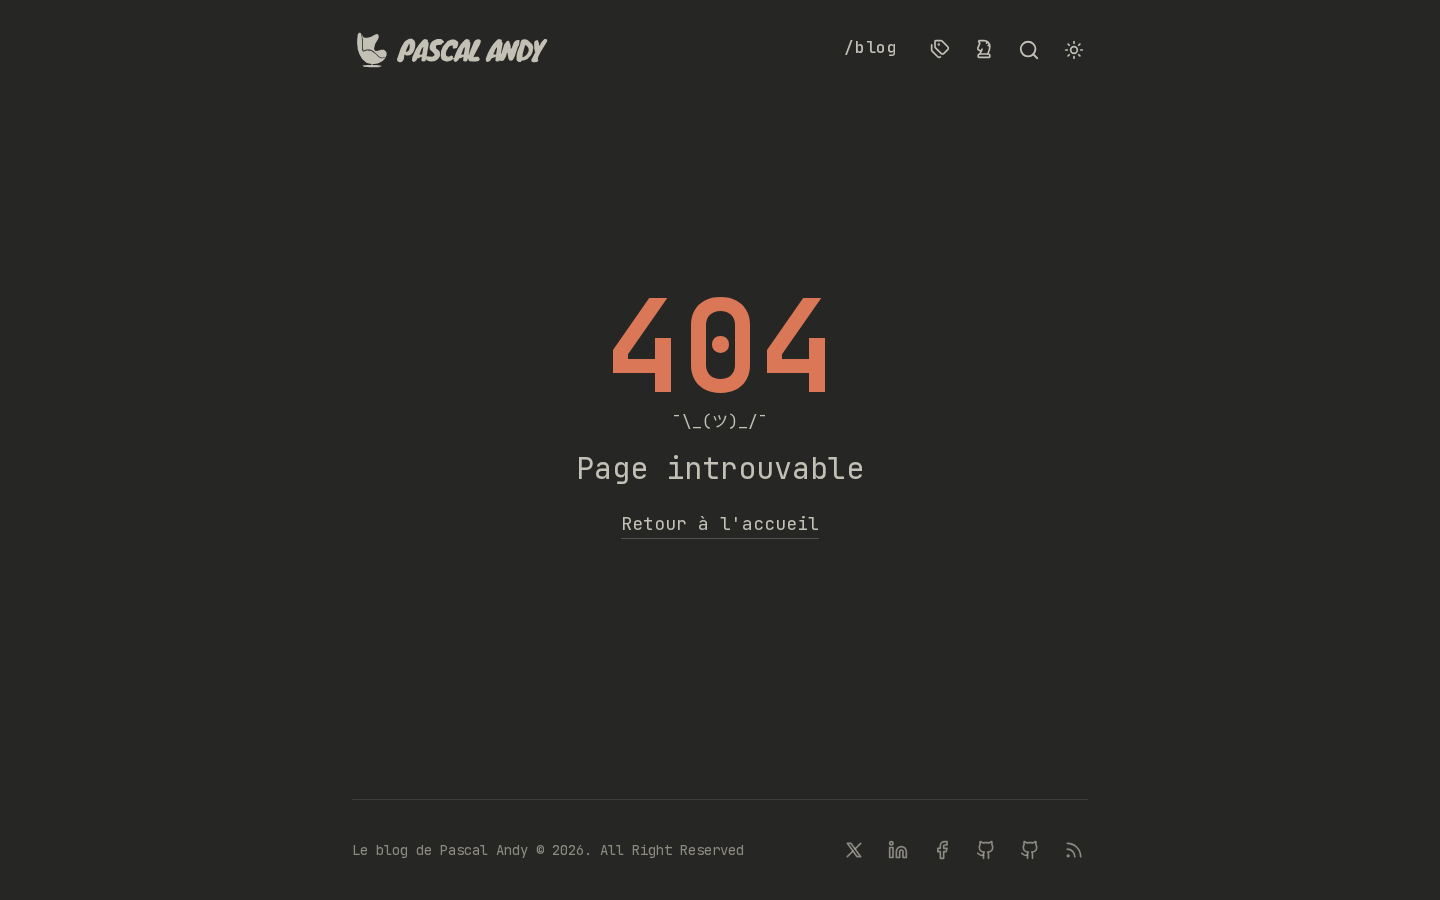 PASCAL ANDY
/blog
404
¯\_(ツ)_/¯
Page introuvable
Retour à l'accueil
Le blog de Pascal Andy © 2026. All Right Reserved